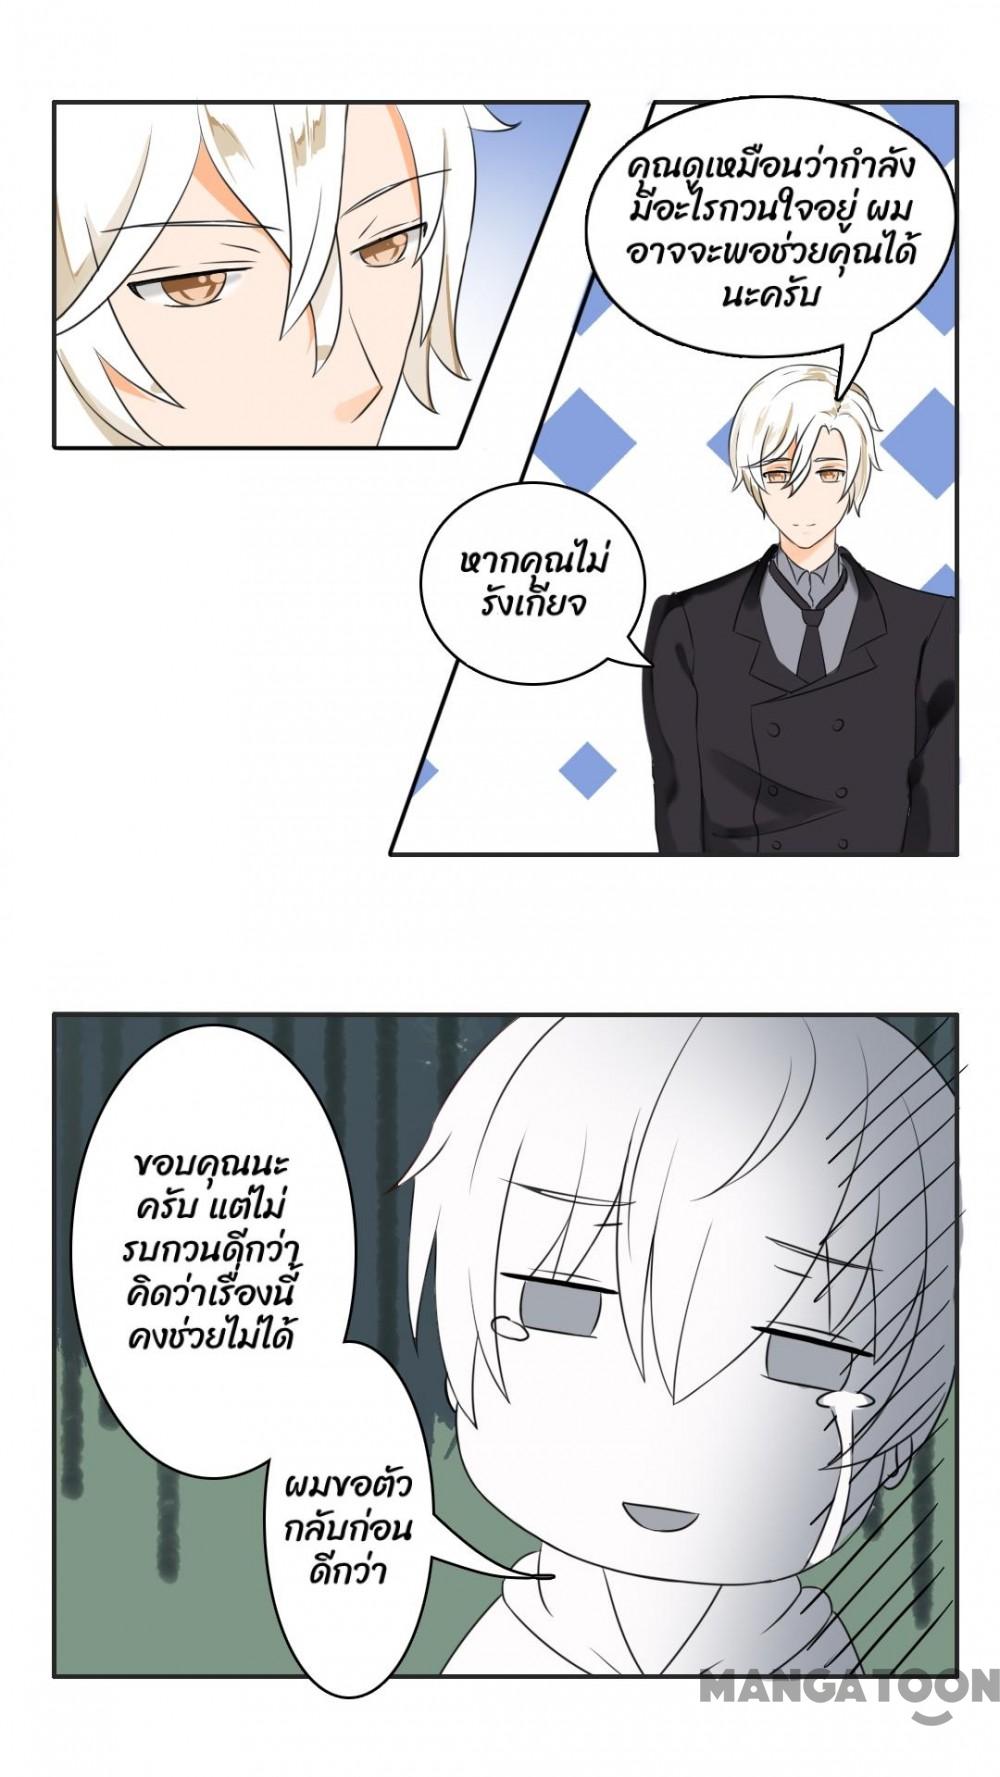 คุณดูเหมือนว่ากำลัง
มีอะไรกวนใจอยู่ ผม
อาจจะพอช่วยคุณได้
นะครับ
หากคุณไม่
รังเกียจ
ขอบคุณนะ
ครับ แต่ไม่
รบกวนดีกว่า
คิดว่าเรื่องนี้
คงช่วยไม่ได้
ผมขอตัว
กลับก่อน
ดีกว่า
MANGATOON